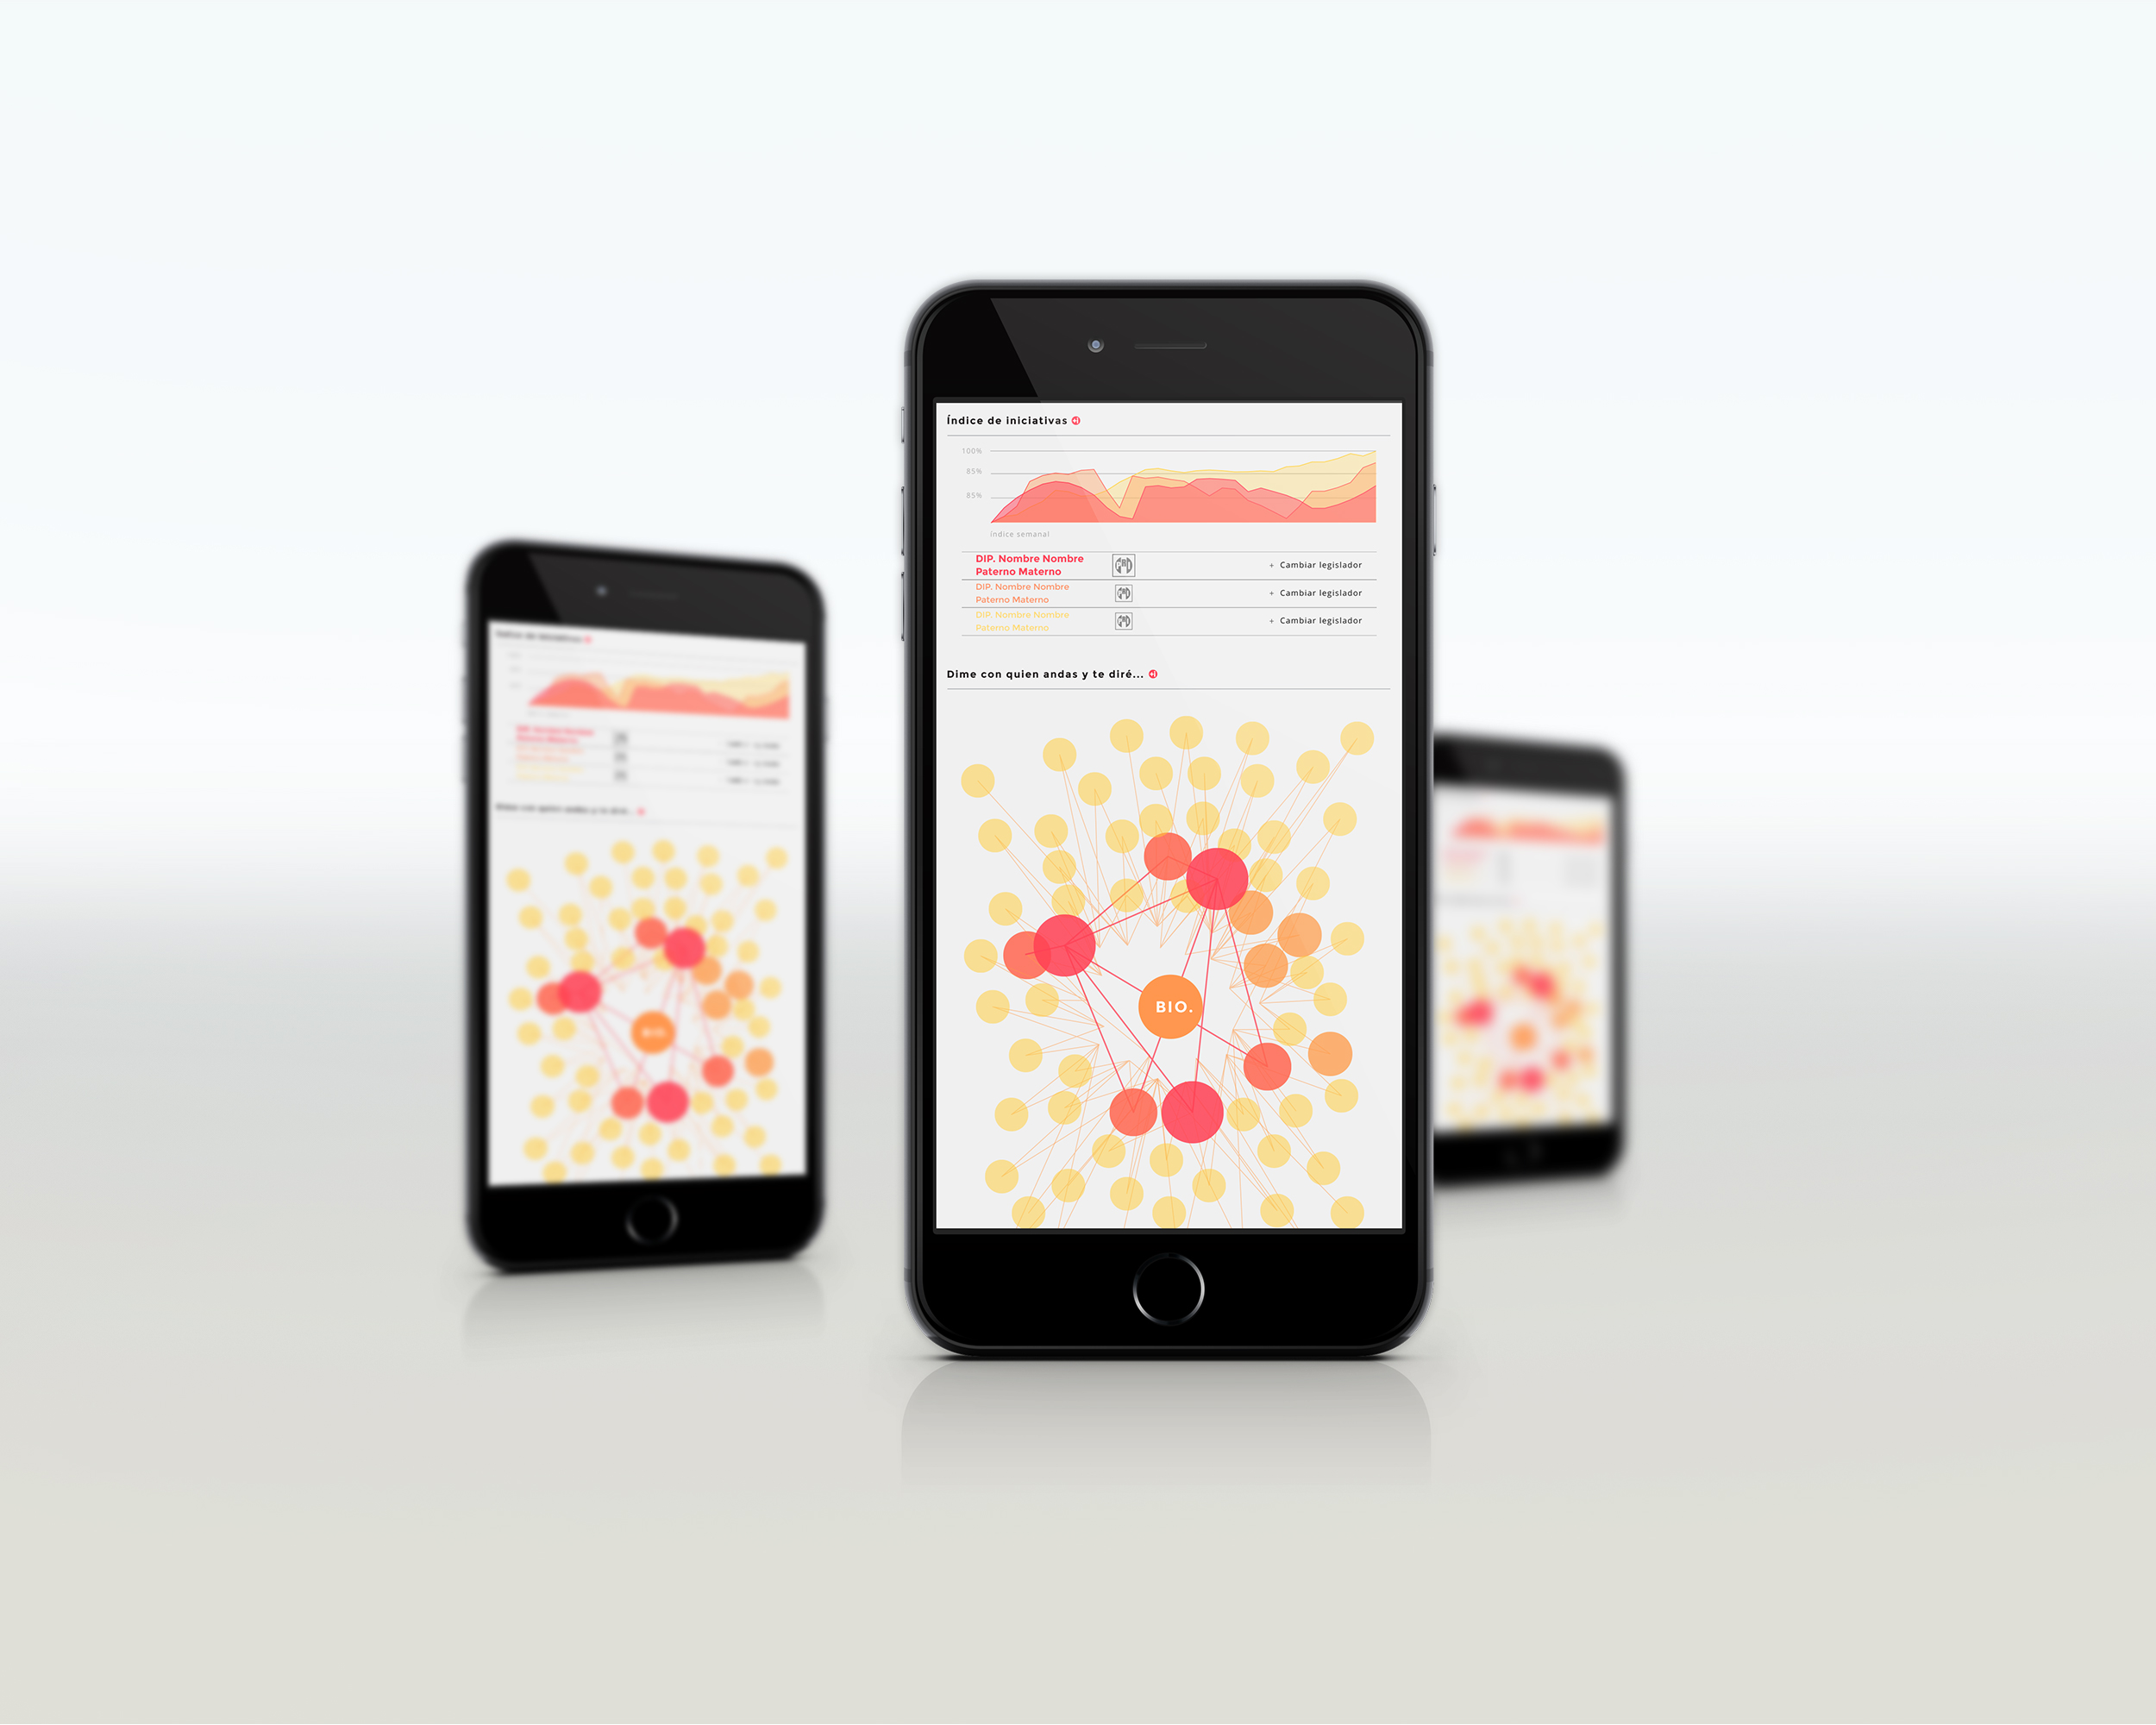 Índice de iniciativas
100%
85%
85%
índice semanal
DIP. Nombre Nombre
Paterno Materno
+ Cambiar legislador
DIP. Nombre Nombre
Paterno Materno
+ Cambiar legislador
DIP. Nombre Nombre
Paterno Materno
+ Cambiar legislador
Dime con quien andas y te diré...
BIO.